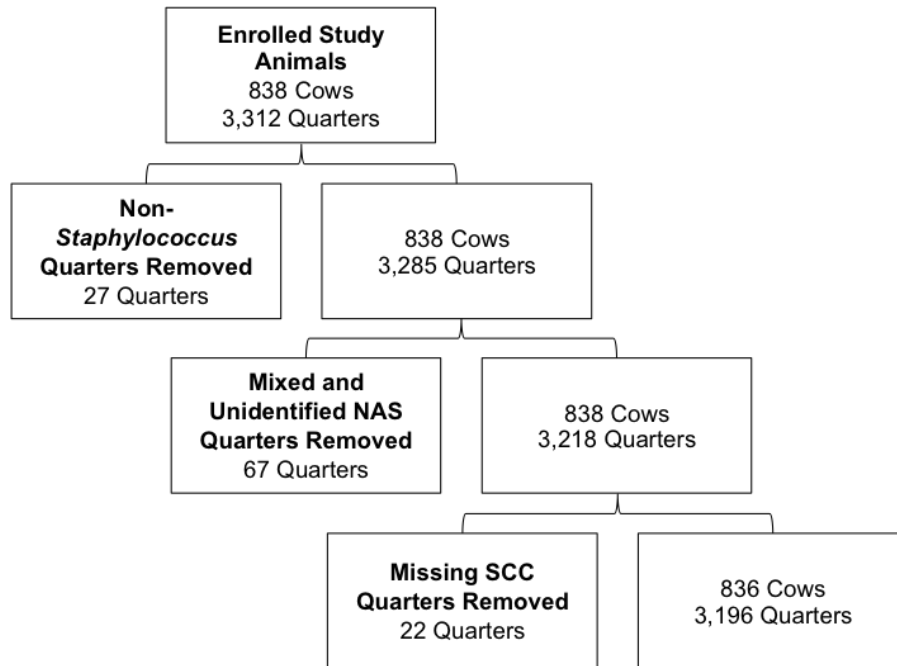 Enrolled Study
Animals
838 Cows
3,312 Quarters
Non-
Staphylococcus
Quarters Removed
27 Quarters
838 Cows
3,285 Quarters
Mixed and
Unidentified NAS
Quarters Removed
67 Quarters
838 Cows
3,218 Quarters
Missing SCC
Quarters Removed
22 Quarters
836 Cows
3,196 Quarters